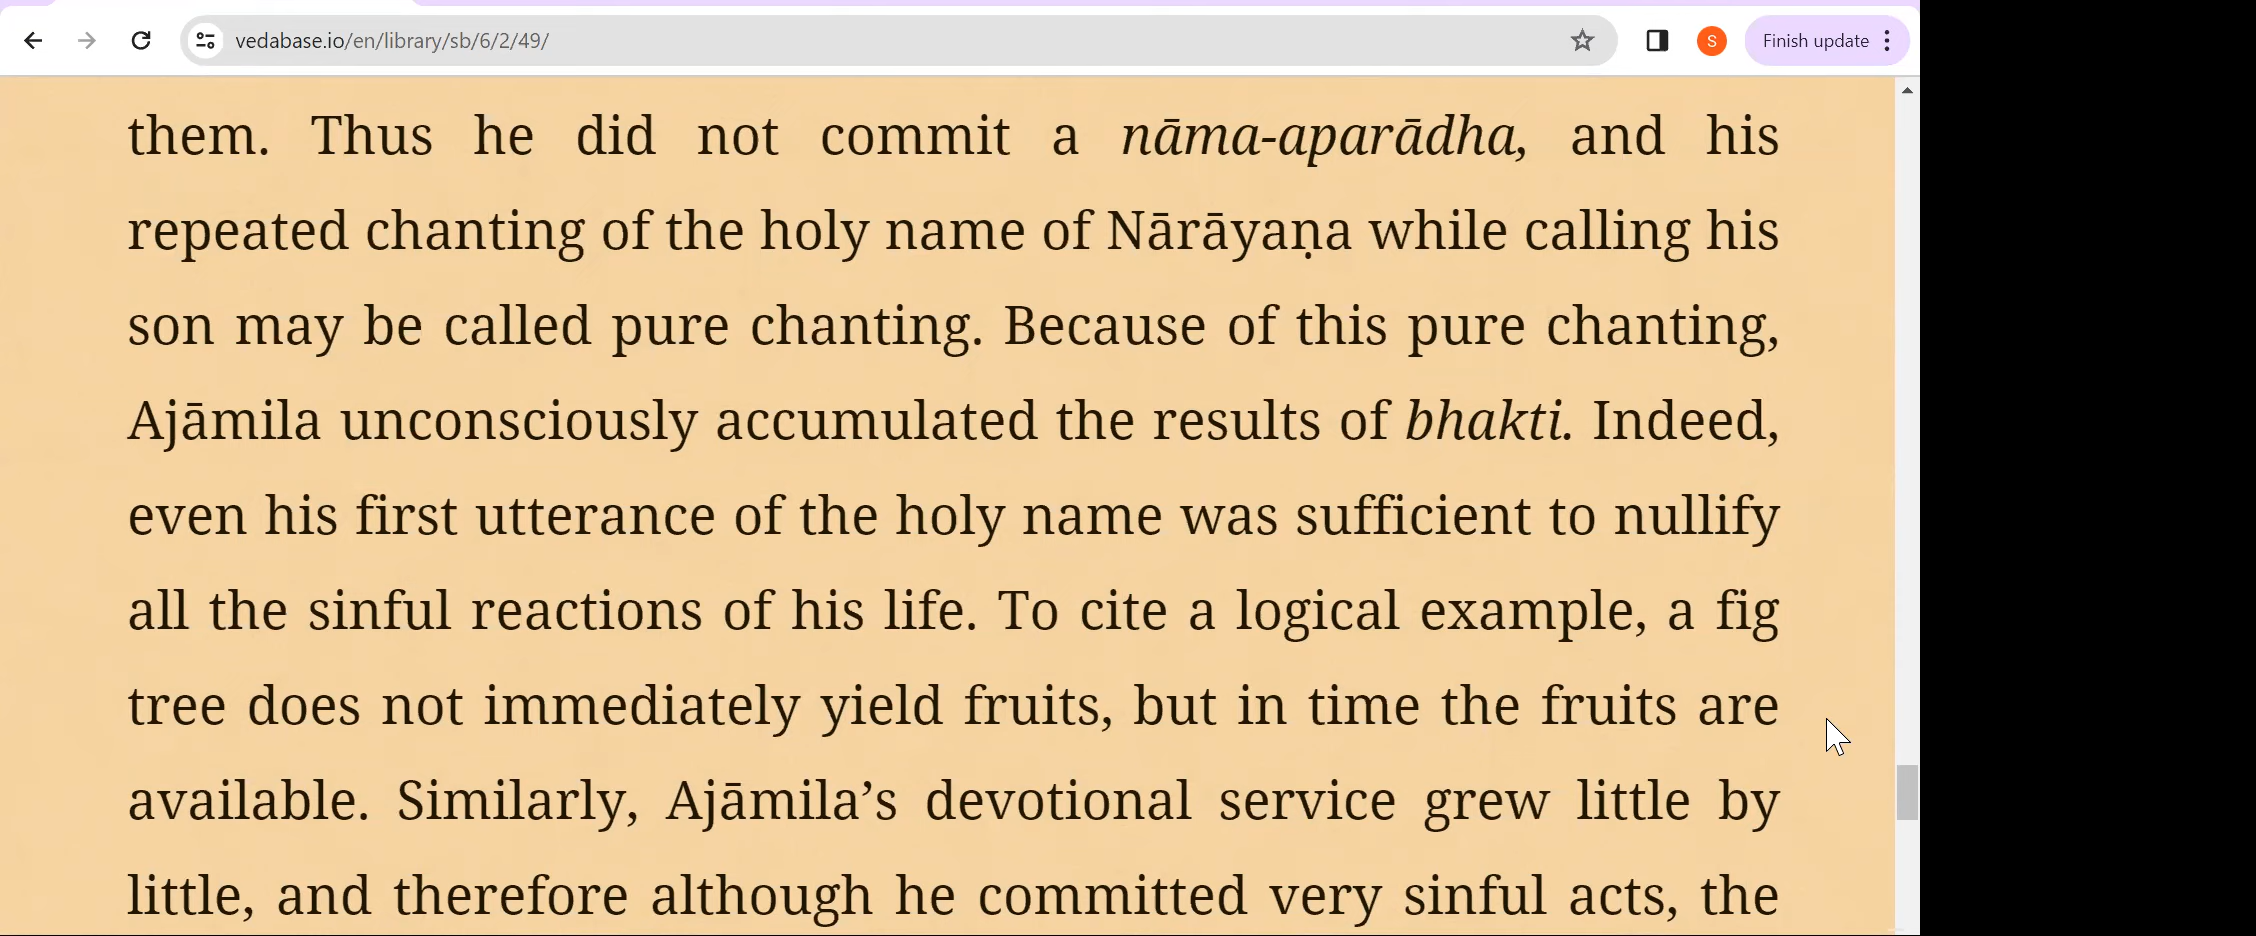 vedabase.io/en/library/sb/6/2/49/
S
Finish update
them. Thus he did not commit a nāma-aparādha, and his
repeated chanting of the holy name of Nārāyaṇa while calling his
son may be called pure chanting. Because of this pure chanting,
Ajāmila unconsciously accumulated the results of bhakti. Indeed,
even his first utterance of the holy name was sufficient to nullify
all the sinful reactions of his life. To cite a logical example, a fig
tree does not immediately yield fruits, but in time the fruits are
available. Similarly, Ajāmila’s devotional service grew little by
little, and therefore although he committed very sinful acts, the